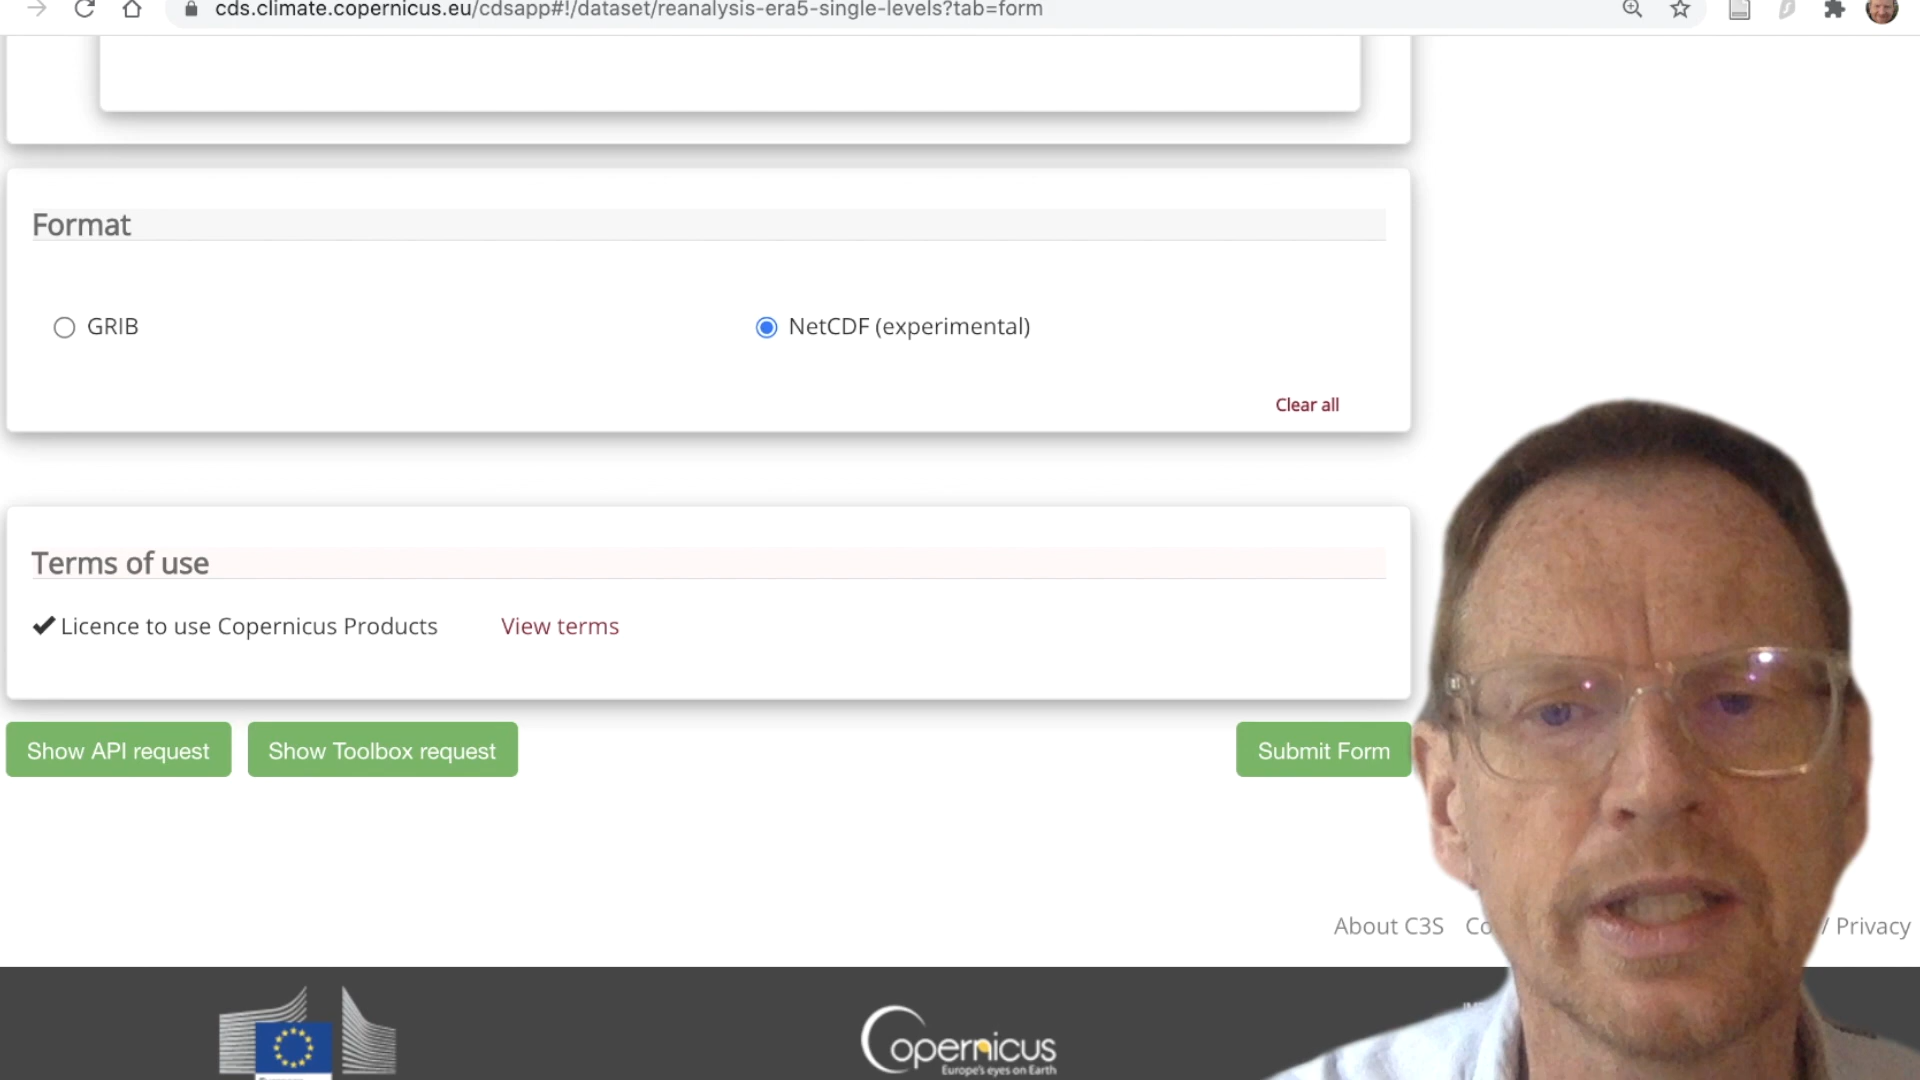 cds.climate.copernicus.eu/cdsapp#!/dataset/reanalysis-era5-single-levels?tab=form
Format
GRIB
NetCDF (experimental)
Clear all
Terms of use
Licence to use Copernicus Products
View terms
Show API request
Show Toolbox request
Submit Form
About C3S
/ Privacy
opernicus
Europe's eyes on Earth